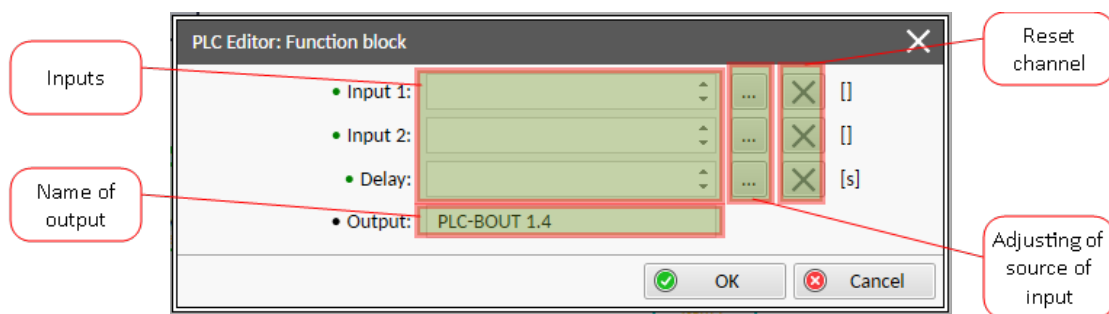 PLC Editor: Function block
Reset
channel
Inputs
• Input 1:
...
[]
• Input 2:
...
[]
Name of
output
• Delay:
...
[s]
• Output:
PLC-BOUT 1.4
Adjusting of
source of
input
OK
Cancel